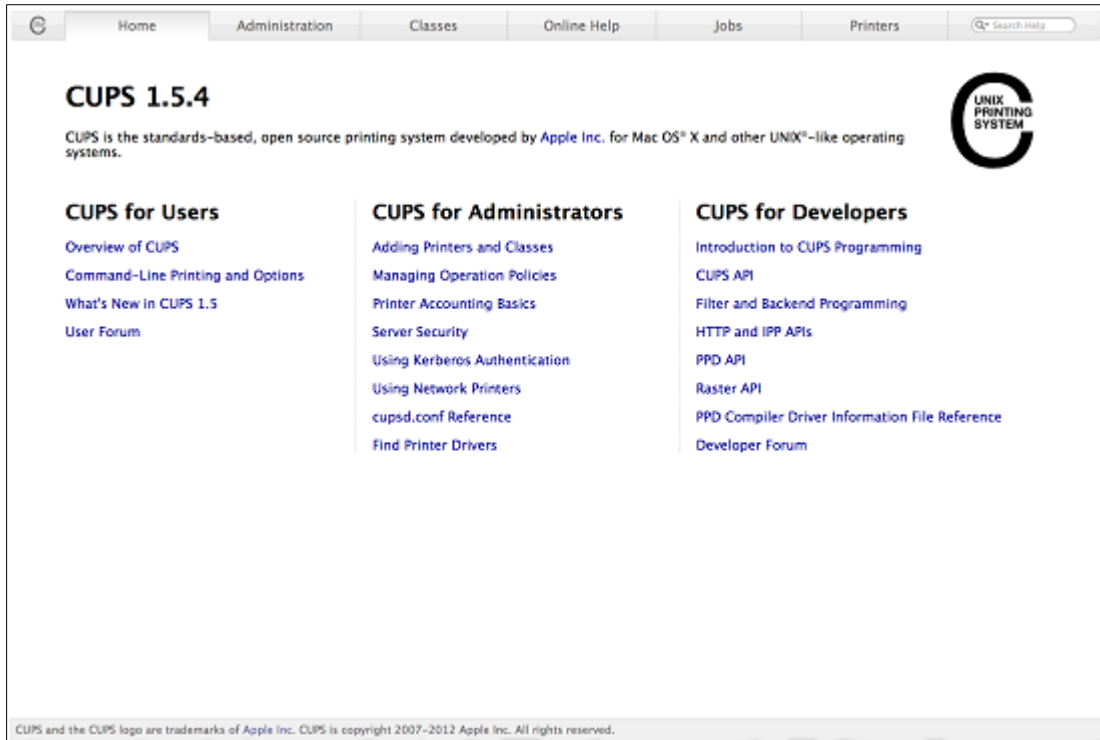 Home Administration Classes Online Help Jobs Printers Search Help
CUPS 1.5.4
UNIX
PRINTING
SYSTEM
CUPS is the standards-based, open source printing system developed by Apple Inc. for Mac OS® X and other UNIX®-like operating
systems.
CUPS for Users
Overview of CUPS
Command-Line Printing and Options
What's New in CUPS 1.5
User Forum
CUPS for Administrators
Adding Printers and Classes
Managing Operation Policies
Printer Accounting Basics
Server Security
Using Kerberos Authentication
Using Network Printers
cupsd.conf Reference
Find Printer Drivers
CUPS for Developers
Introduction to CUPS Programming
CUPS API
Filter and Backend Programming
HTTP and IPP APIs
PPD API
Raster API
PPD Compiler Driver Information File Reference
Developer Forum
CUPS and the CUPS logo are trademarks of Apple Inc. CUPS is copyright 2007-2012 Apple Inc. All rights reserved.